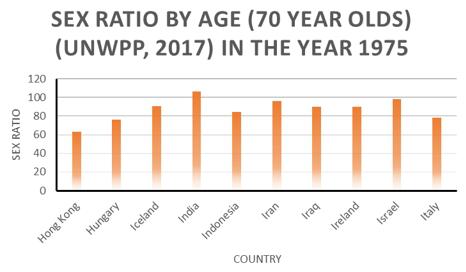 SEX RATIO BY AGE (70 YEAR OLDS)
(UNWPP, 2017) IN THE YEAR 1975
120
100
80
60
40
20
0
SEX RATIO
Hong Kong
Hungary
Iceland
India
Indonesia
Iran
Iraq
Ireland
Israel
Italy
COUNTRY